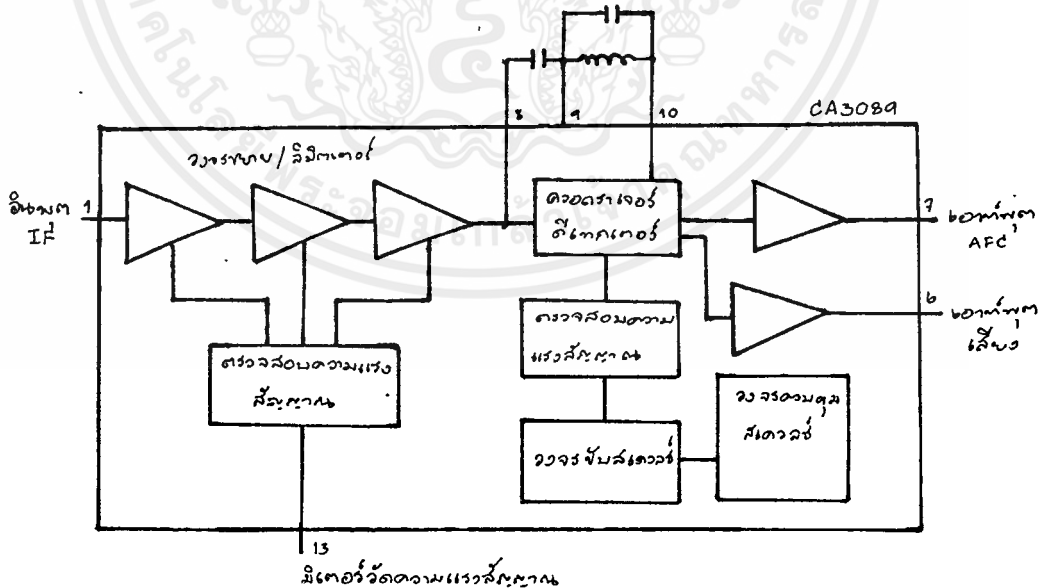 8
9
10
CA3089
วงจรขยาย/ลิมิตเตอร์
อินพุต
IF
1
ควอดราเจอร์
ดีเทคเตอร์
7
เอาท์พุต
AFC
6
เอาท์พุต
เสียง
ตรวจสอบความแรง
สัญญาณ
ตรวจสอบความ
แรงสัญญาณ
วงจรขับสเควลซ์
วงจรควบคุม
สเควลซ์
13
มิเตอร์วัดความแรงสัญญาณ